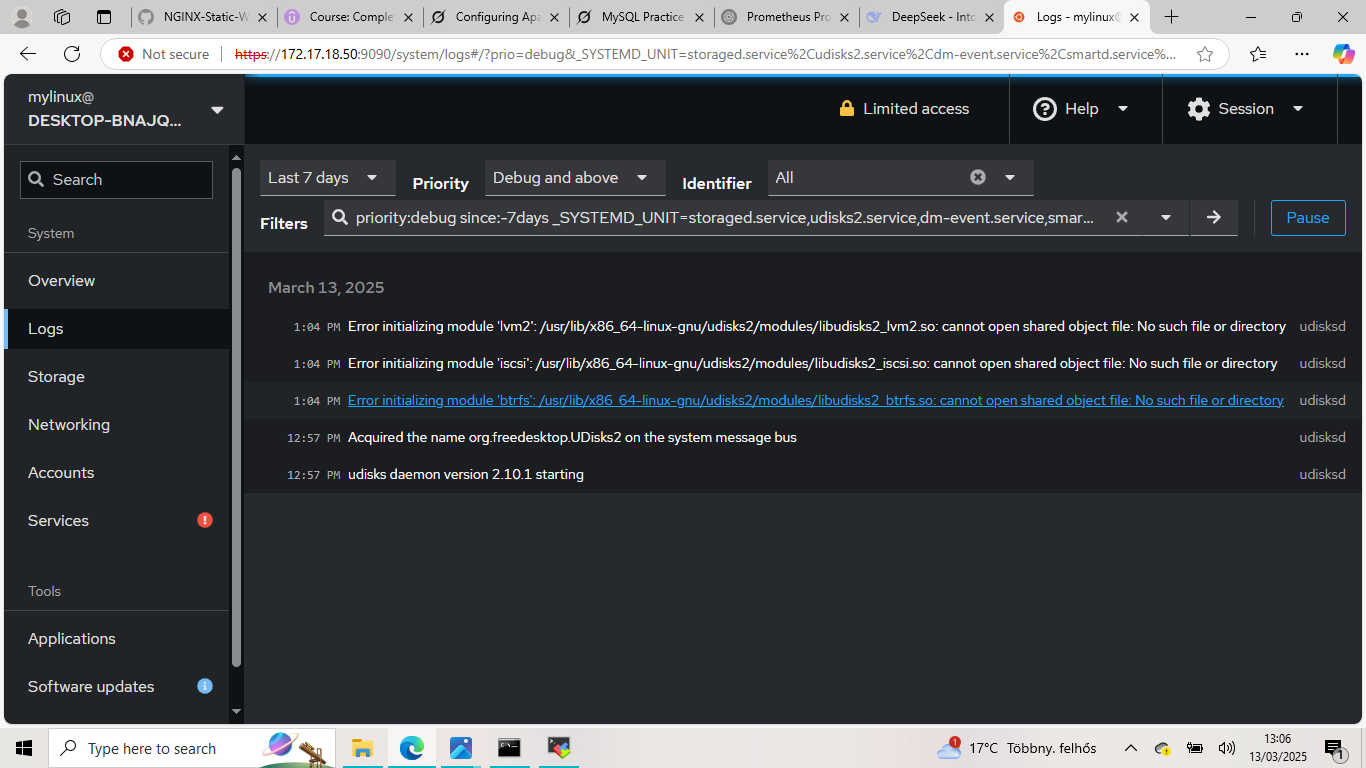 NGINX-Static-W
Course: Comple
Configuring Apa
MySQL Practice
Prometheus Pro
DeepSeek - Into
Logs - mylinux@
Not secure
https://172.17.18.50:9090/system/logs#/?prio=debug&_SYSTEMD_UNIT=storaged.service%2Cudisks2.service%2Cdm-event.service%2Csmartd.service%...
mylinux@
DESKTOP-BNAJQ...
Limited access
Help
Session
Search
System
Overview
Logs
Storage
Networking
Accounts
Services
Tools
Applications
Software updates
Last 7 days
Priority
Debug and above
Identifier
All
Filters
priority:debug since:-7days _SYSTEMD_UNIT=storaged.service,udisks2.service,dm-event.service,smar...
Pause
March 13, 2025
1:04 PM Error initializing module 'lvm2': /usr/lib/x86_64-linux-gnu/udisks2/modules/libudisks2_lvm2.so: cannot open shared object file: No such file or directory udisksd
1:04 PM Error initializing module 'iscsi': /usr/lib/x86_64-linux-gnu/udisks2/modules/libudisks2_iscsi.so: cannot open shared object file: No such file or directory udisksd
1:04 PM Error initializing module 'btrfs': /usr/lib/x86_64-linux-gnu/udisks2/modules/libudisks2_btrfs.so: cannot open shared object file: No such file or directory udisksd
12:57 PM Acquired the name org.freedesktop.UDisks2 on the system message bus udisksd
12:57 PM udisks daemon version 2.10.1 starting udisksd
Type here to search
1
17°C Többny. felhős
13:06
13/03/2025
1